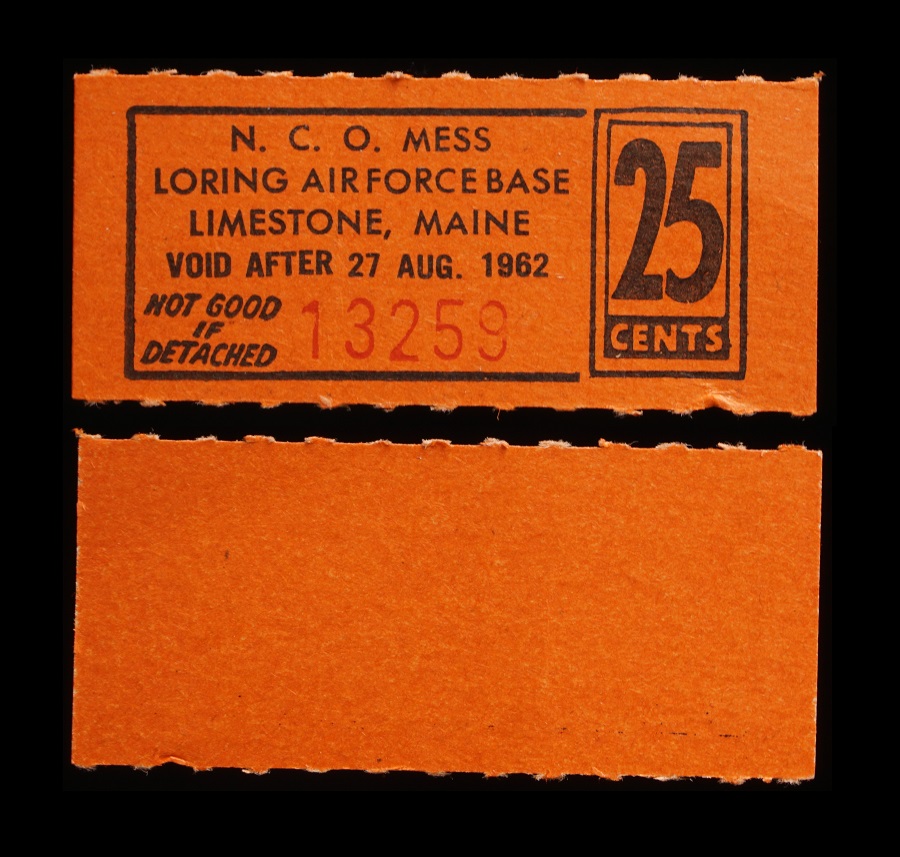 N. C. O. MESS
LORING AIR FORCE BASE
LIMESTONE, MAINE
VOID AFTER 27 AUG. 1962
NOT GOOD
IF
DETACHED
13259
25
CENTS